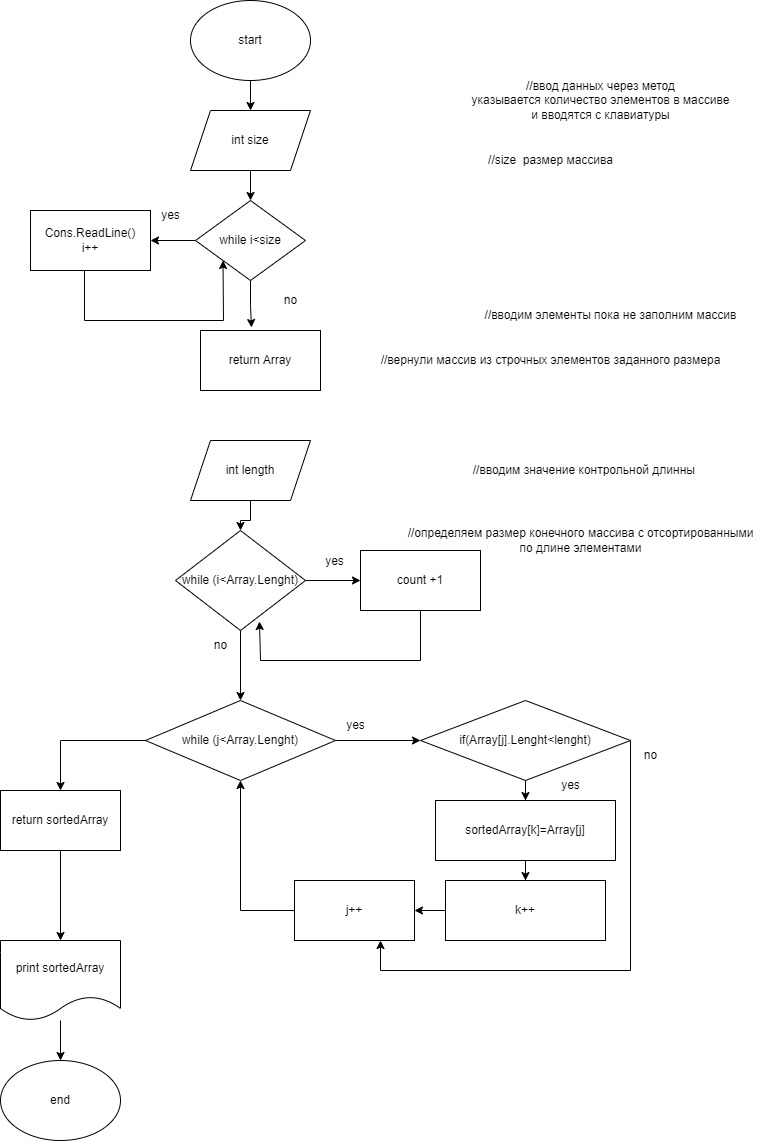 start
//ввод данных через метод
указывается количество элементов в массиве
и вводятся с клавиатуры
int size
//size  размер массива
yes
Cons.ReadLine()
i++
while i<size
no
//вводим элементы пока не заполним массив
return Array
//вернули массив из строчных элементов заданного размера
int length
//вводим значение контрольной длинны
//определяем размер конечного массива с отсортированными
по длине элементами
yes
while (i<Array.Lenght)
count +1
no
yes
while (j<Array.Lenght)
if(Array[j].Lenght<lenght)
no
yes
return sortedArray
sortedArray[k]=Array[j]
j++
k++
print sortedArray
end